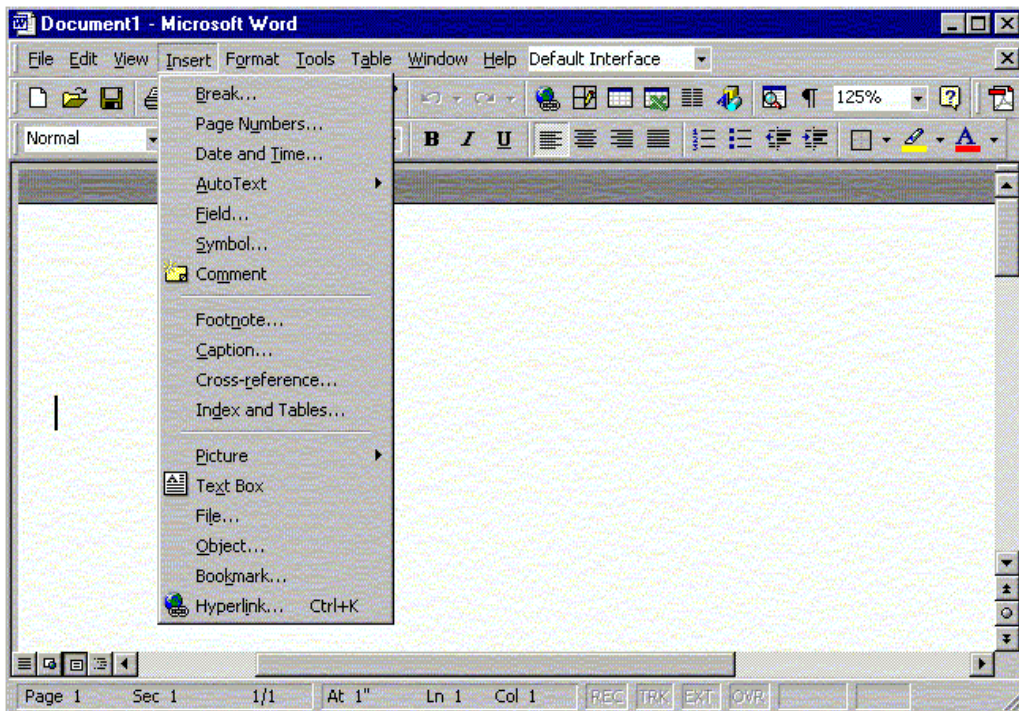 Document1 - Microsoft Word
File Edit View Insert Format Tools Table Window Help Default Interface
125%
Normal B I U A
Break...
Page Numbers...
Date and Time...
AutoText
Field...
Symbol...
Comment
Footnote...
Caption...
Cross-reference...
Index and Tables...
Picture
Text Box
File...
Object...
Bookmark...
Hyperlink... Ctrl+K
Page 1 Sec 1 1/1 At 1" Ln 1 Col 1 REC TRK EXT OVR